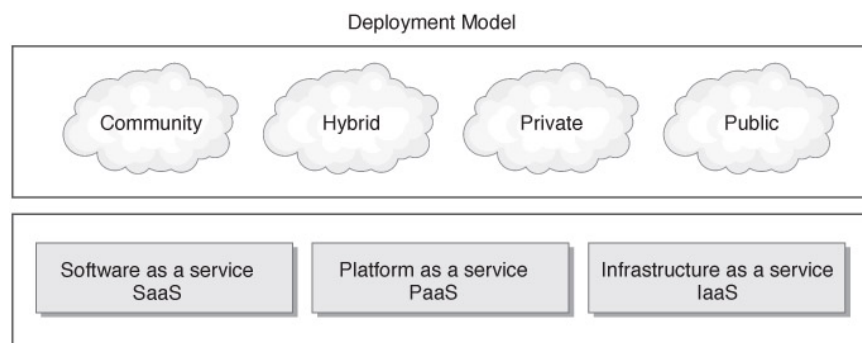 Deployment Model
Community
Hybrid
Private
Public
Software as a service
SaaS
Platform as a service
PaaS
Infrastructure as a service
IaaS